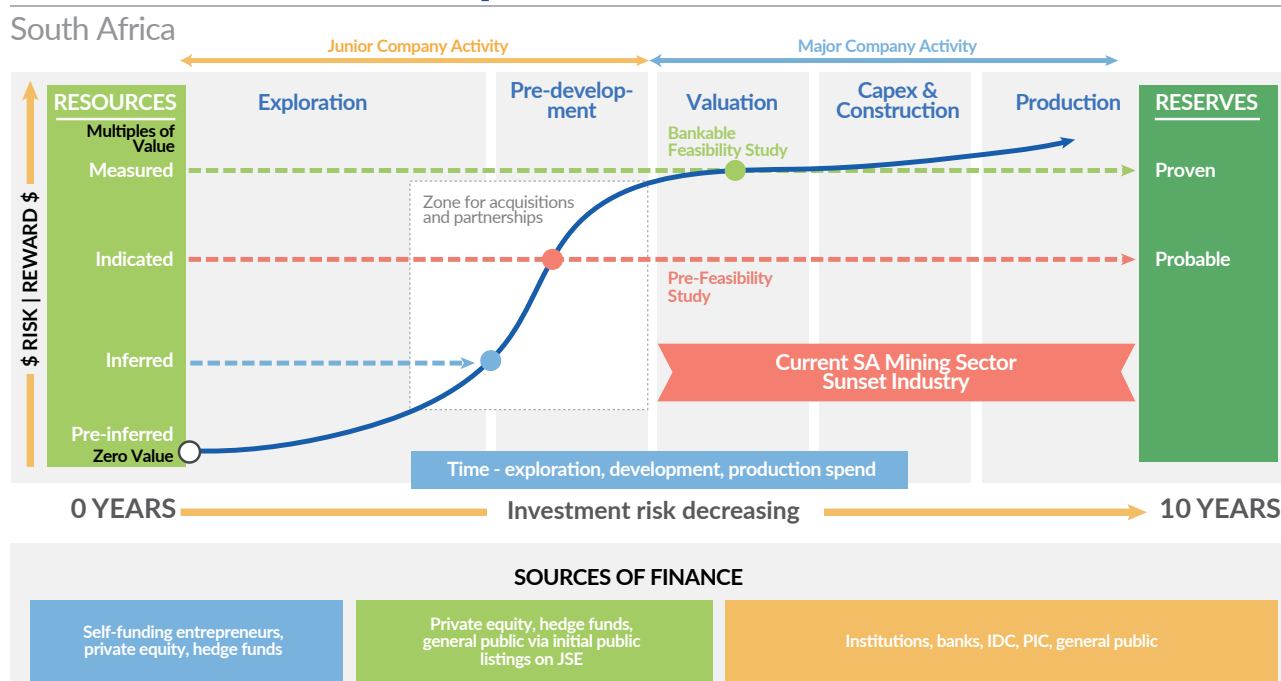 South Africa
Junior Company Activity
Major Company Activity
RESOURCES
Multiples of
Value
Measured
Indicated
Inferred
Pre-inferred
Zero Value
$ RISK | REWARD $
Exploration
Pre-develop-
ment
Valuation
Capex &
Construction
Production
RESERVES
Proven
Probable
Bankable
Feasibility Study
Zone for acquisitions
and partnerships
Pre-Feasibility
Study
Current SA Mining Sector
Sunset Industry
Time - exploration, development, production spend
0 YEARS
Investment risk decreasing
10 YEARS
SOURCES OF FINANCE
Self-funding entrepreneurs,
private equity, hedge funds
Private equity, hedge funds,
general public via initial public
listings on JSE
Institutions, banks, IDC, PIC, general public